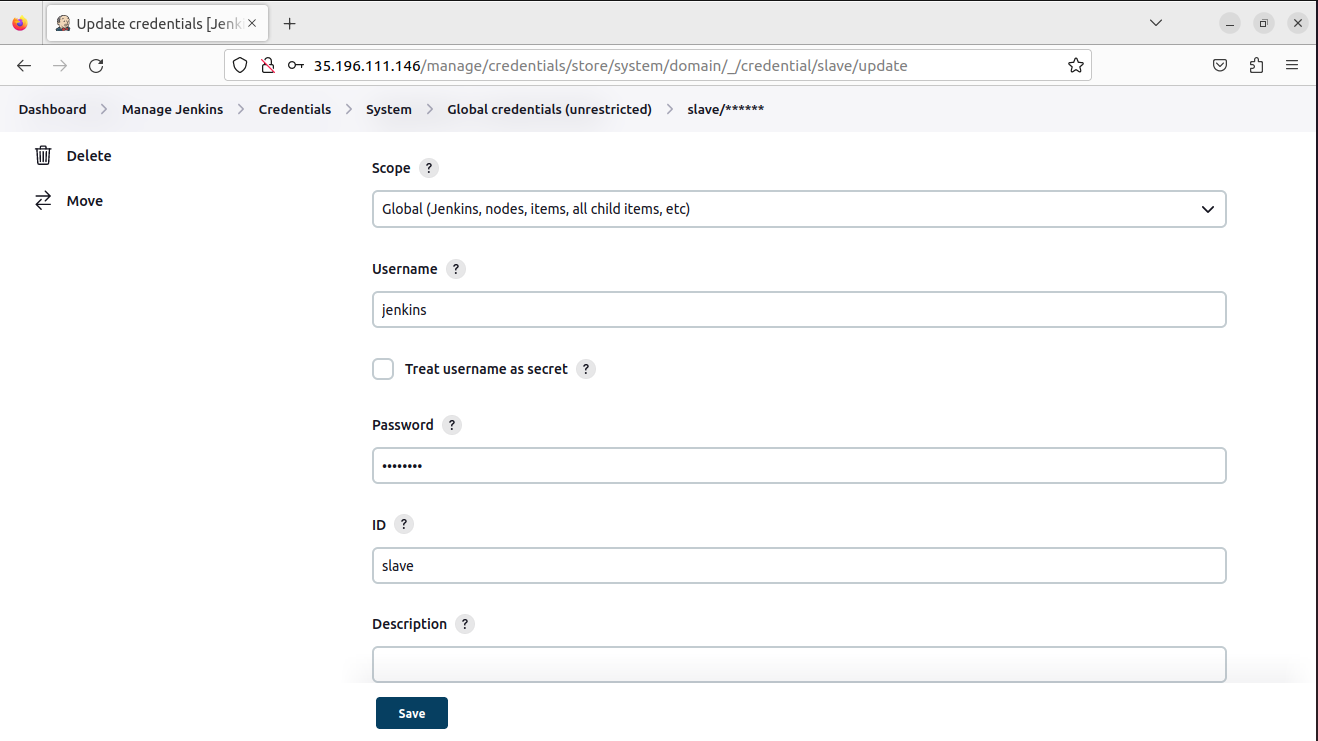 Update credentials [Jenk
35.196.111.146/manage/credentials/store/system/domain/_/credential/slave/update
Dashboard > Manage Jenkins > Credentials > System > Global credentials (unrestricted) > slave/******
Delete
Move
Scope ?
Global (Jenkins, nodes, items, all child items, etc)
Username ?
jenkins
Treat username as secret ?
Password ?
••••••••
ID ?
slave
Description ?
Save